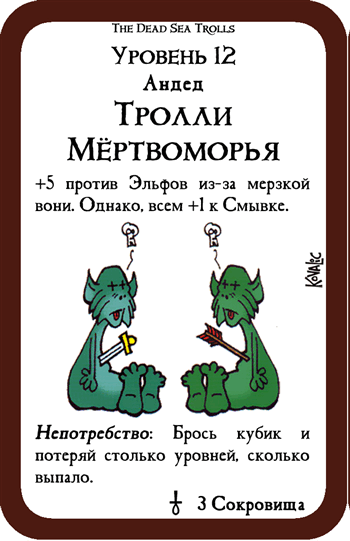 The Dead Sea Trolls
Уровень 12
Андед
Тролли
Мёртвоморья
+5 против Эльфов из-за мерзкой
вони. Однако, всем +1 к Смывке.
Kovalic
Непотребство: Брось кубик и
потеряй столько уровней, сколько
выпало.
3 Сокровища